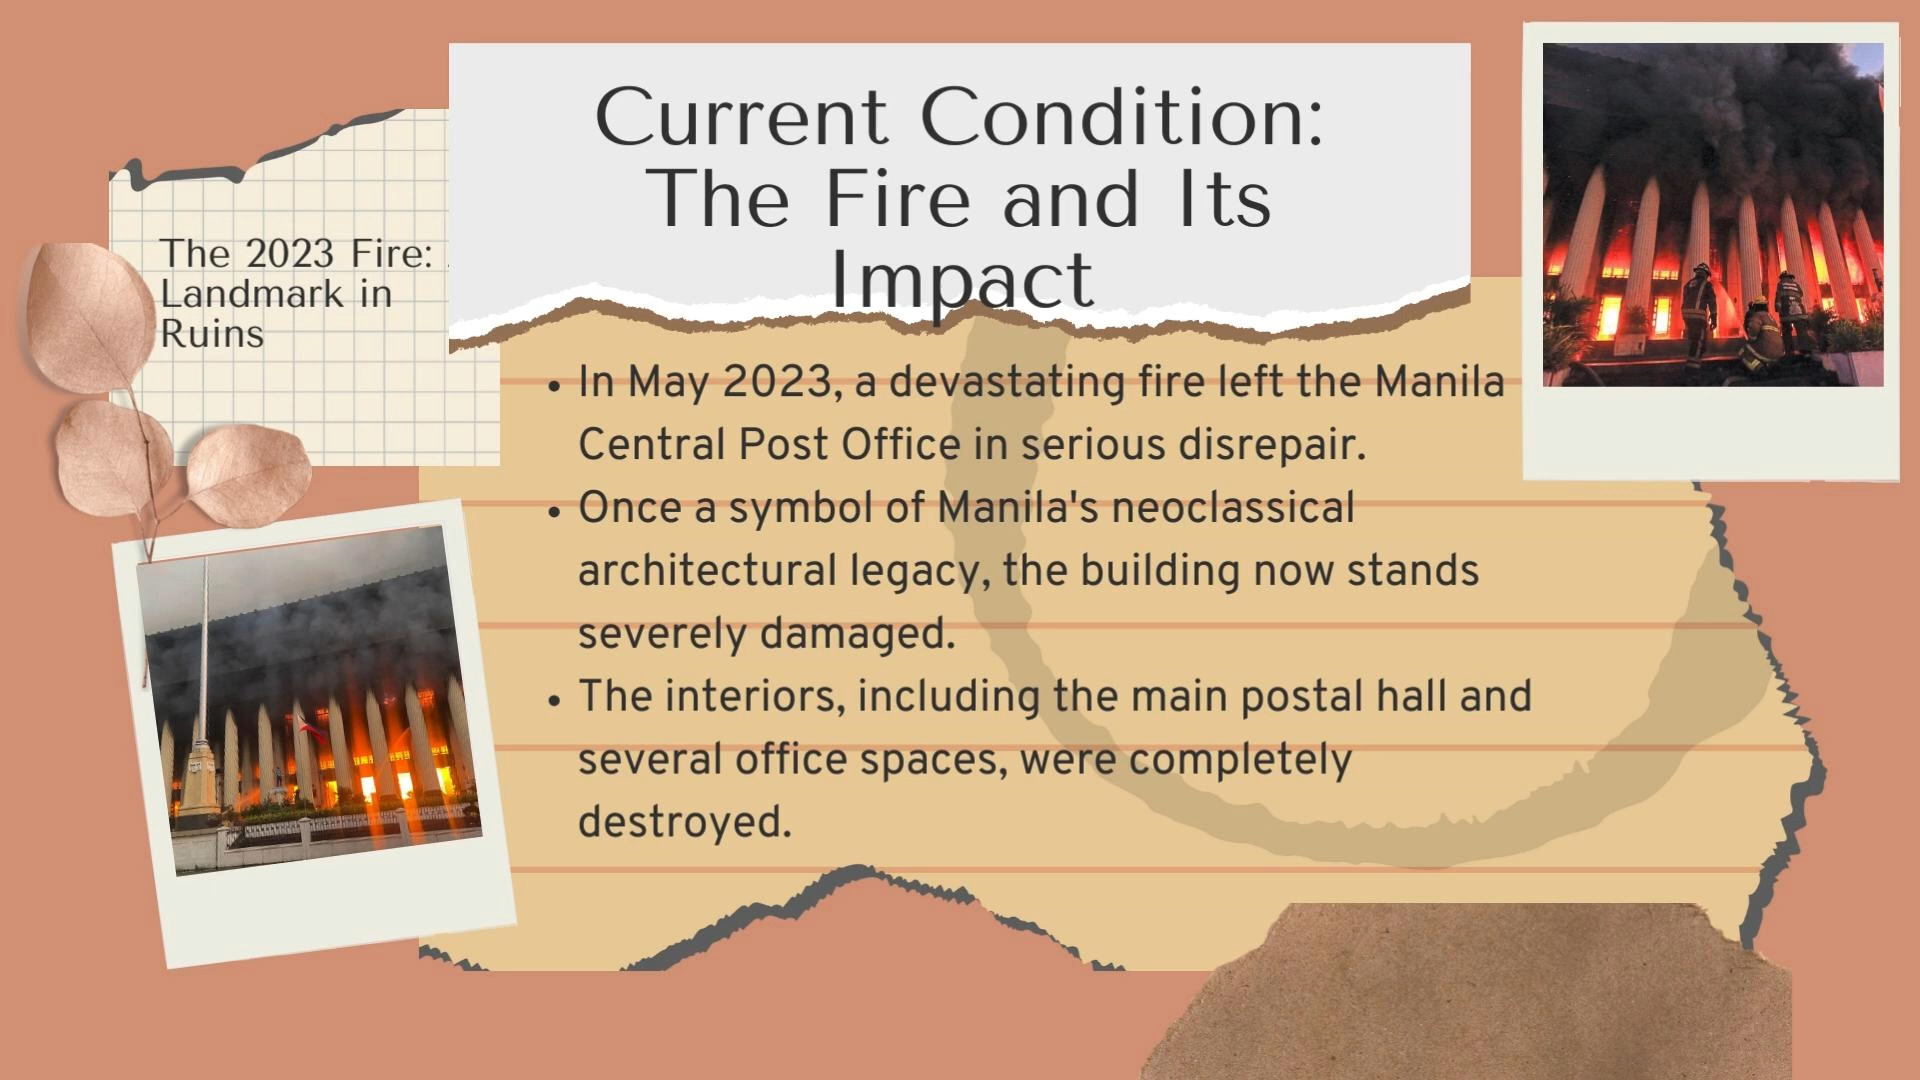 Current Condition:
The Fire and Its
Impact
The 2023 Fire:
Landmark in
Ruins
• In May 2023, a devastating fire left the Manila
Central Post Office in serious disrepair.
• Once a symbol of Manila's neoclassical
architectural legacy, the building now stands
severely damaged.
• The interiors, including the main postal hall and
several office spaces, were completely
destroyed.